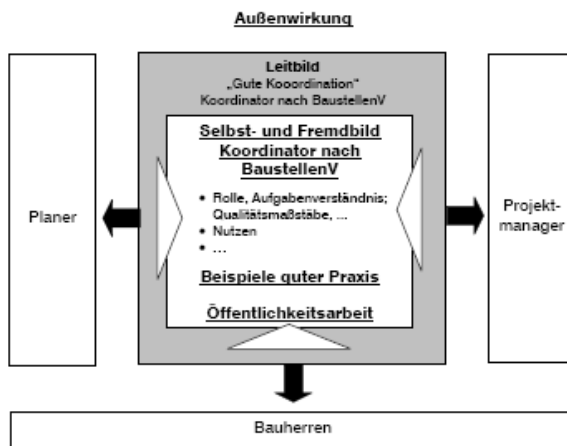 Außenwirkung
Leitbild
„Gute Kooordination“
Koordinator nach BaustellenV
Selbst- und Fremdbild
Koordinator nach
BaustellenV
• Rolle, Aufgabenverständnis;
Qualitätsmaßstäbe, ...
• Nutzen
• ...
Beispiele guter Praxis
Öffentlichkeitsarbeit
Planer
Projekt-
manager
Bauherren